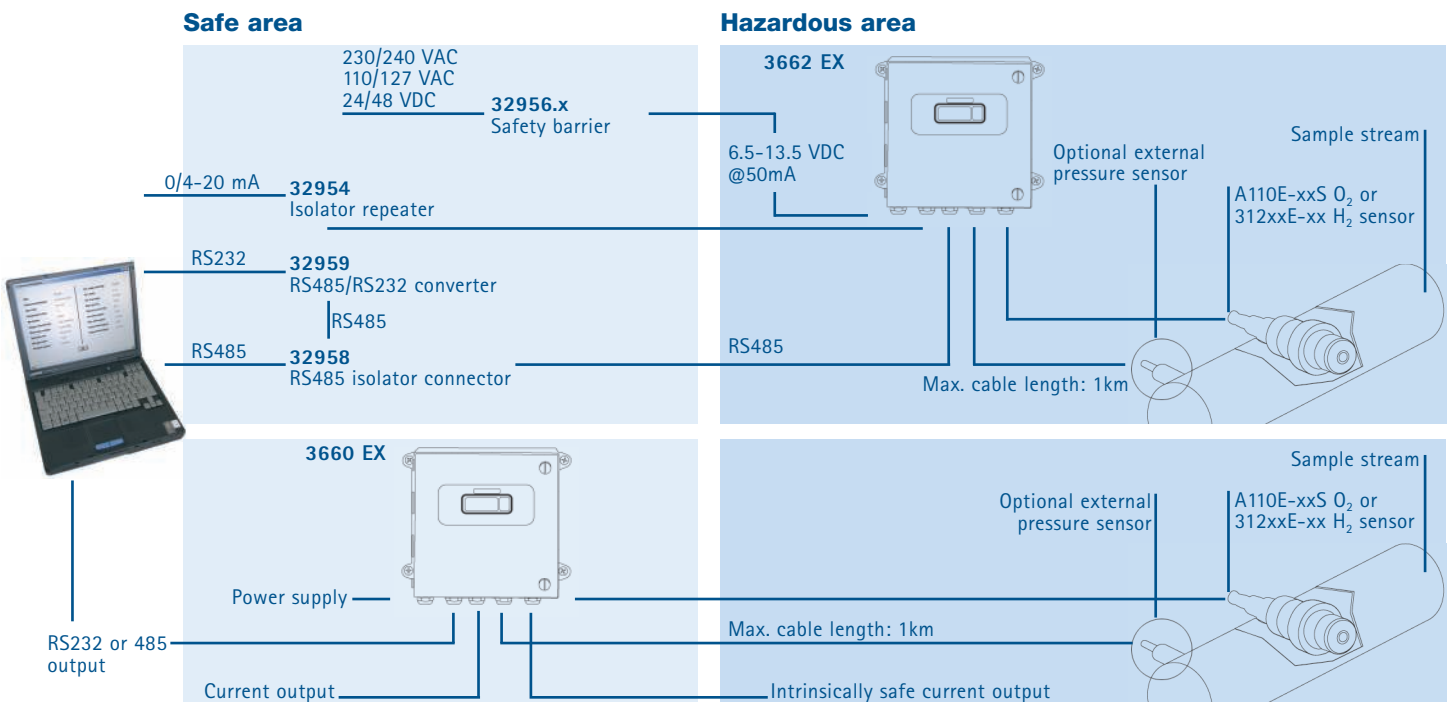 Safe area
Hazardous area
230/240 VAC
110/127 VAC
24/48 VDC
32956.x
Safety barrier
3662 EX
6.5-13.5 VDC
@50mA
Optional external
pressure sensor
Sample stream
A110E-xxS O₂ or
312xxE-xx H₂ sensor
0/4-20 mA
32954
Isolator repeater
RS232
32959
RS485/RS232 converter
RS485
RS485
32958
RS485 isolator connector
RS485
Max. cable length: 1km
3660 EX
Sample stream
Optional external
pressure sensor
A110E-xxS O₂ or
312xxE-xx H₂ sensor
Power supply
RS232 or 485
output
Max. cable length: 1km
Current output
Intrinsically safe current output